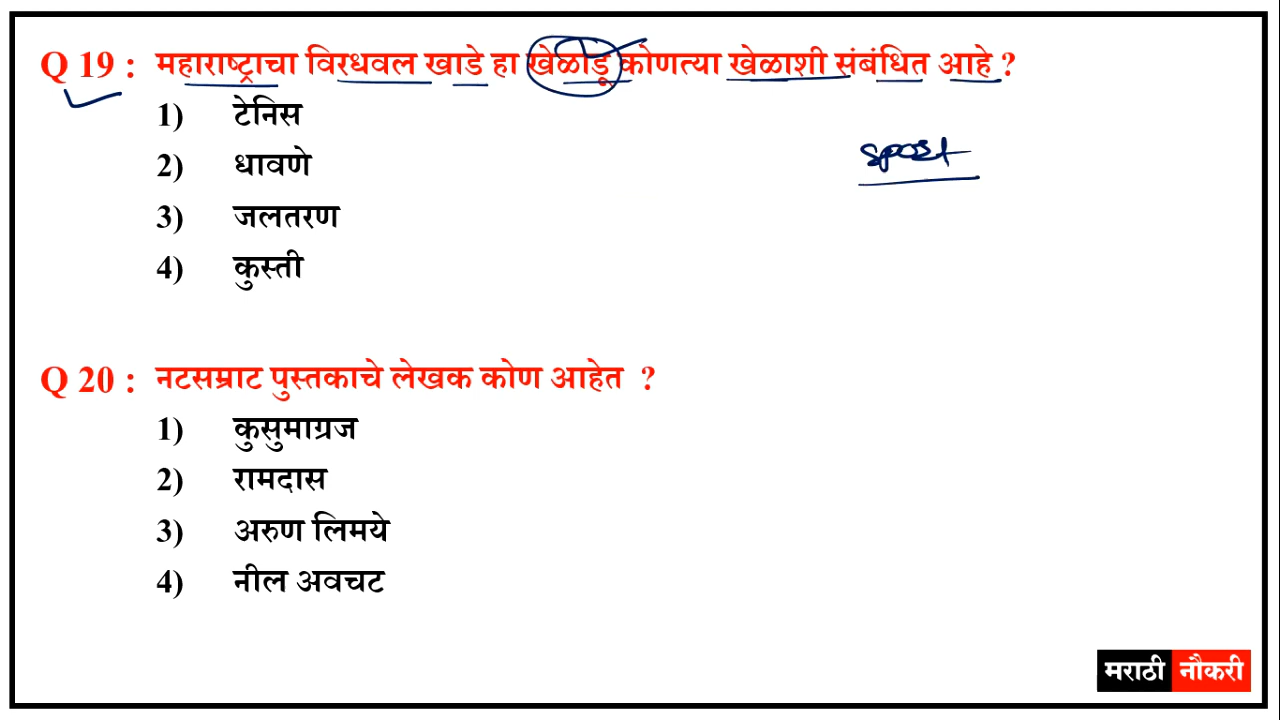 Q 19 : महाराष्ट्राचा विरधवल खाडे हा खेळाडू कोणत्या खेळाशी संबंधित आहे ?
1) टेनिस
sport
2) धावणे
3) जलतरण
4) कुस्ती
Q 20 : नटसम्राट पुस्तकाचे लेखक कोण आहेत ?
1) कुसुमाग्रज
2) रामदास
3) अरुण लिमये
4) नील अवचट
मराठी नौकरी